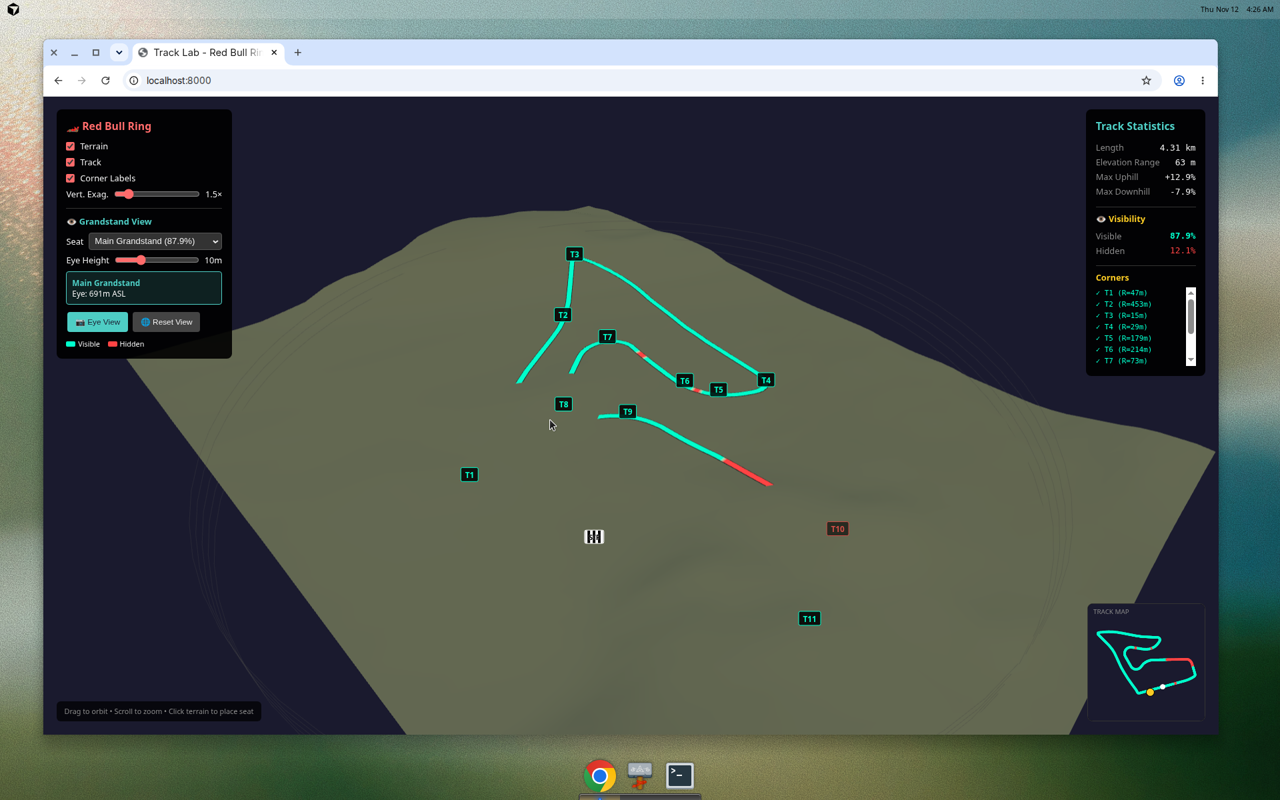 Thu Nov 12 4:26 AM
Track Lab - Red Bull Ri
localhost:8000
Red Bull Ring
Terrain
Track
Corner Labels
Vert. Exag. 1.5×
Grandstand View
Seat Main Grandstand (87.9%)
Eye Height 10m
Main Grandstand
Eye: 691m ASL
Eye View Reset View
Visible Hidden
Track Statistics
Length 4.31 km
Elevation Range 63 m
Max Uphill +12.9%
Max Downhill -7.9%
Visibility
Visible 87.9%
Hidden 12.1%
Corners
✓ T1 (R=47m)
✓ T2 (R=453m)
✓ T3 (R=15m)
✓ T4 (R=29m)
✓ T5 (R=179m)
✓ T6 (R=214m)
✓ T7 (R=73m)
T3
T2
T7
T6
T5
T4
T8
T9
T1
T10
T11
TRACK MAP
Drag to orbit • Scroll to zoom • Click terrain to place seat